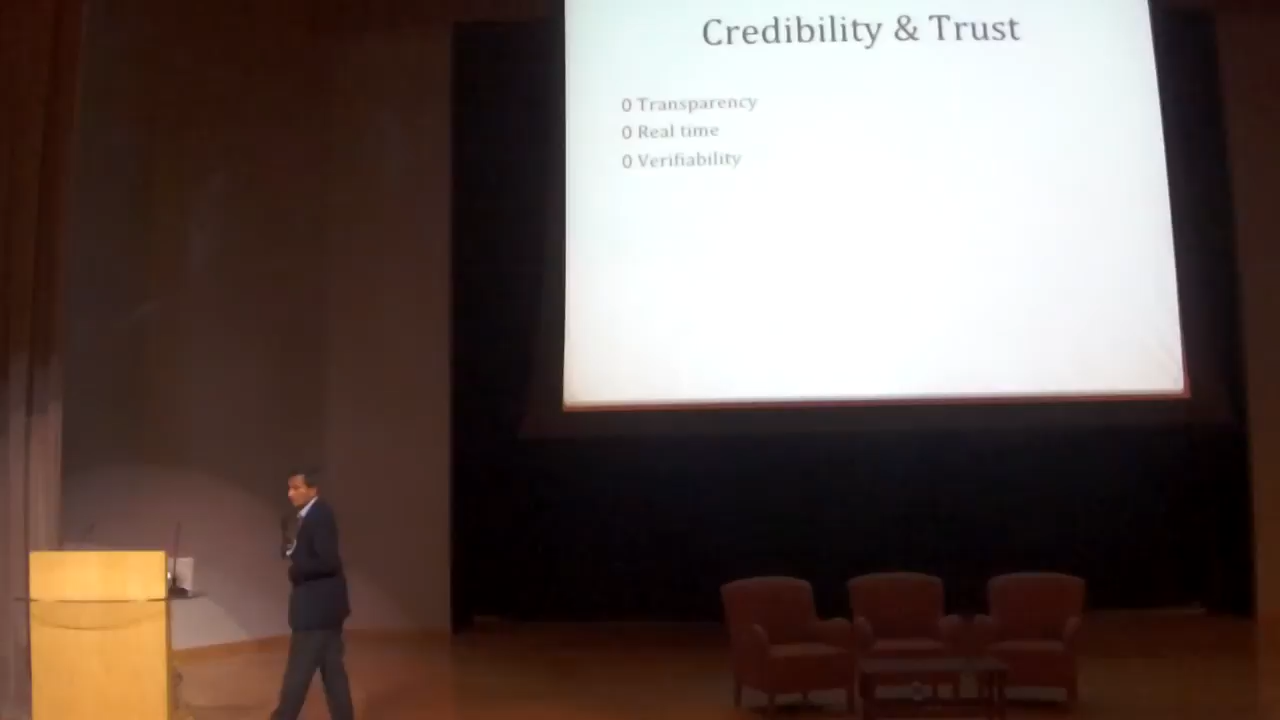 Credibility & Trust
0 Transparency
0 Real time
0 Verifiability